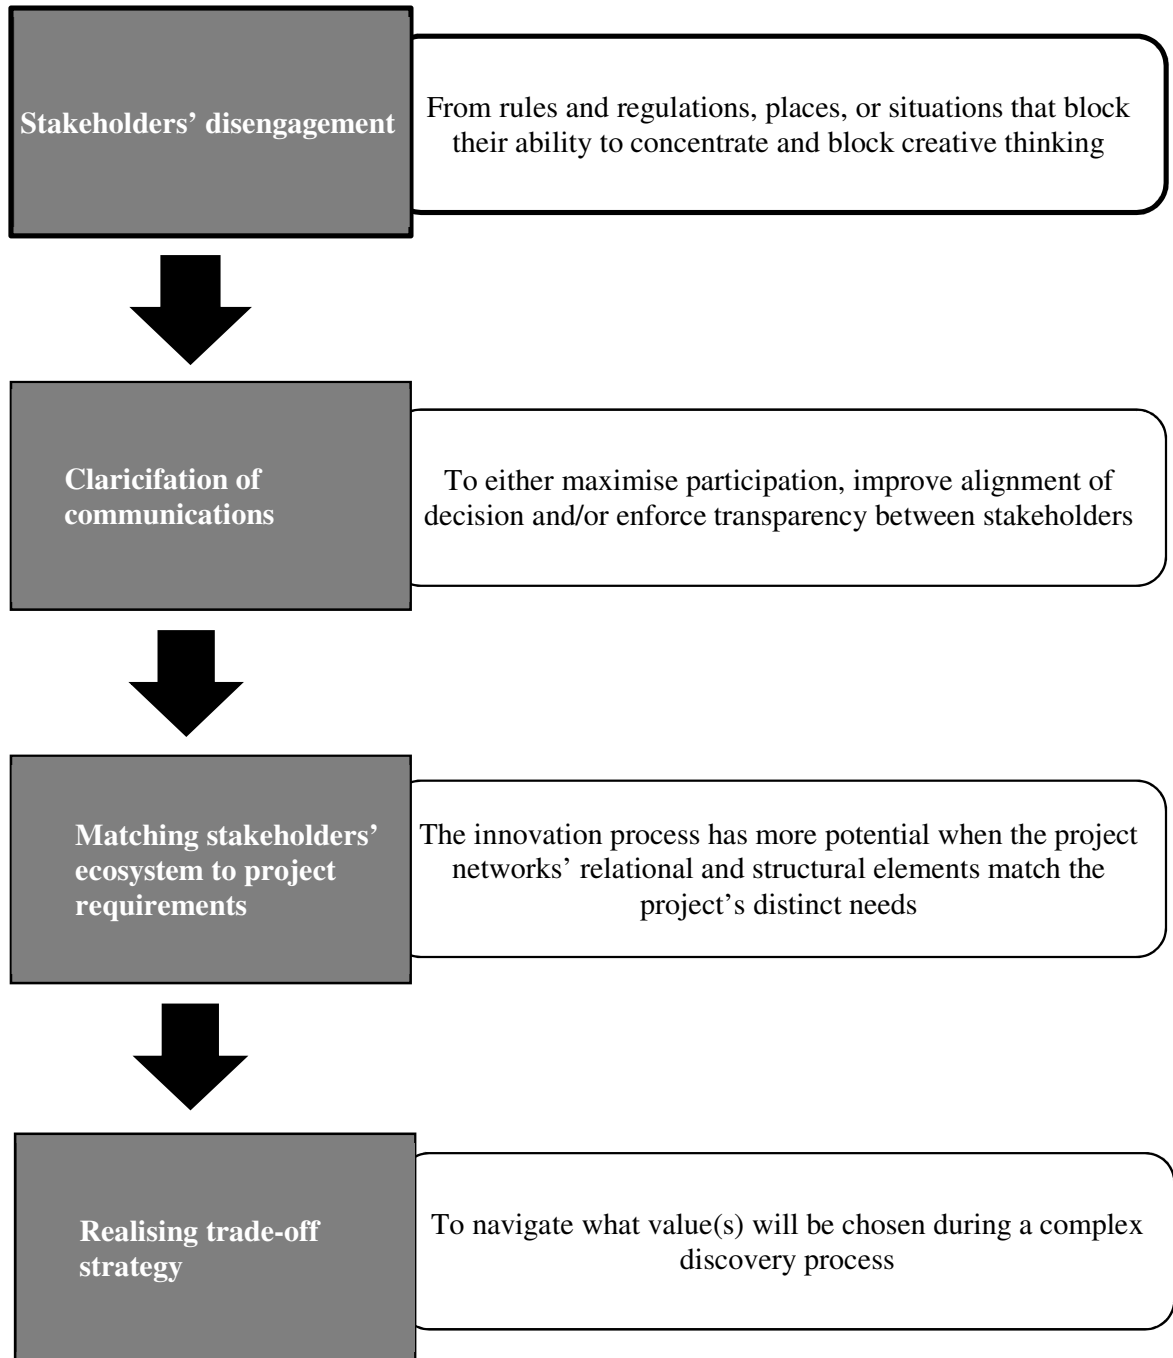 Stakeholders’ disengagement
From rules and regulations, places, or situations that block
their ability to concentrate and block creative thinking
Claricifation of
communications
To either maximise participation, improve alignment of
decision and/or enforce transparency between stakeholders
Matching stakeholders’
ecosystem to project
requirements
The innovation process has more potential when the project
networks’ relational and structural elements match the
project’s distinct needs
Realising trade-off
strategy
To navigate what value(s) will be chosen during a complex
discovery process